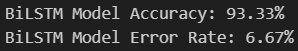 BiLSTM Model Accuracy: 93.33%
BiLSTM Model Error Rate: 6.67%